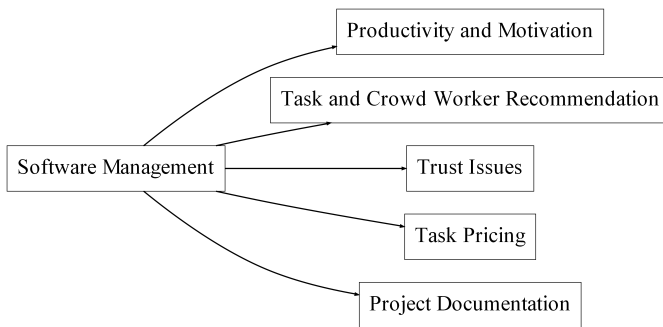 Productivity and Motivation
Task and Crowd Worker Recommendation
Software Management
Trust Issues
Task Pricing
Project Documentation